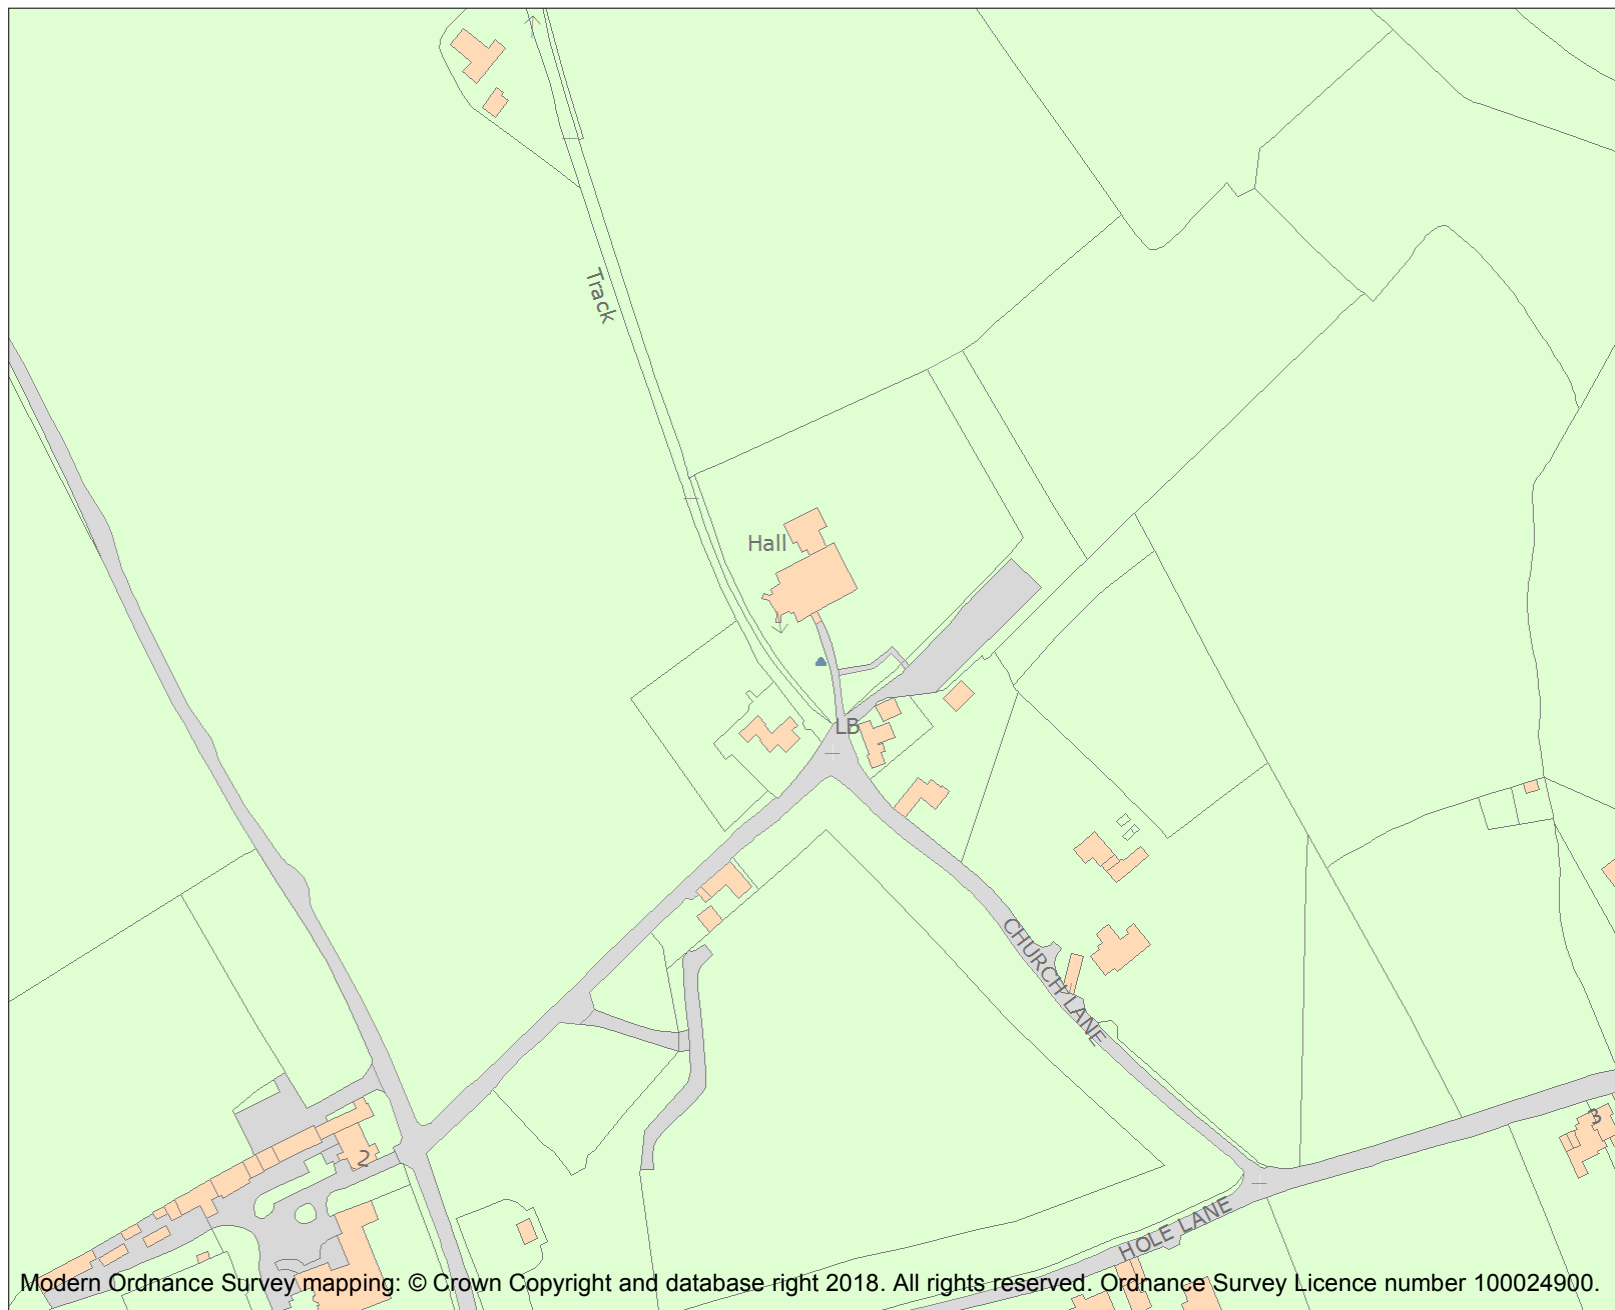 Track
Hall
LB
CHURCH LANE
2
3
HOLE LANE
Modern Ordnance Survey mapping: © Crown Copyright and database right 2018. All rights reserved. Ordnance Survey Licence number 100024900.